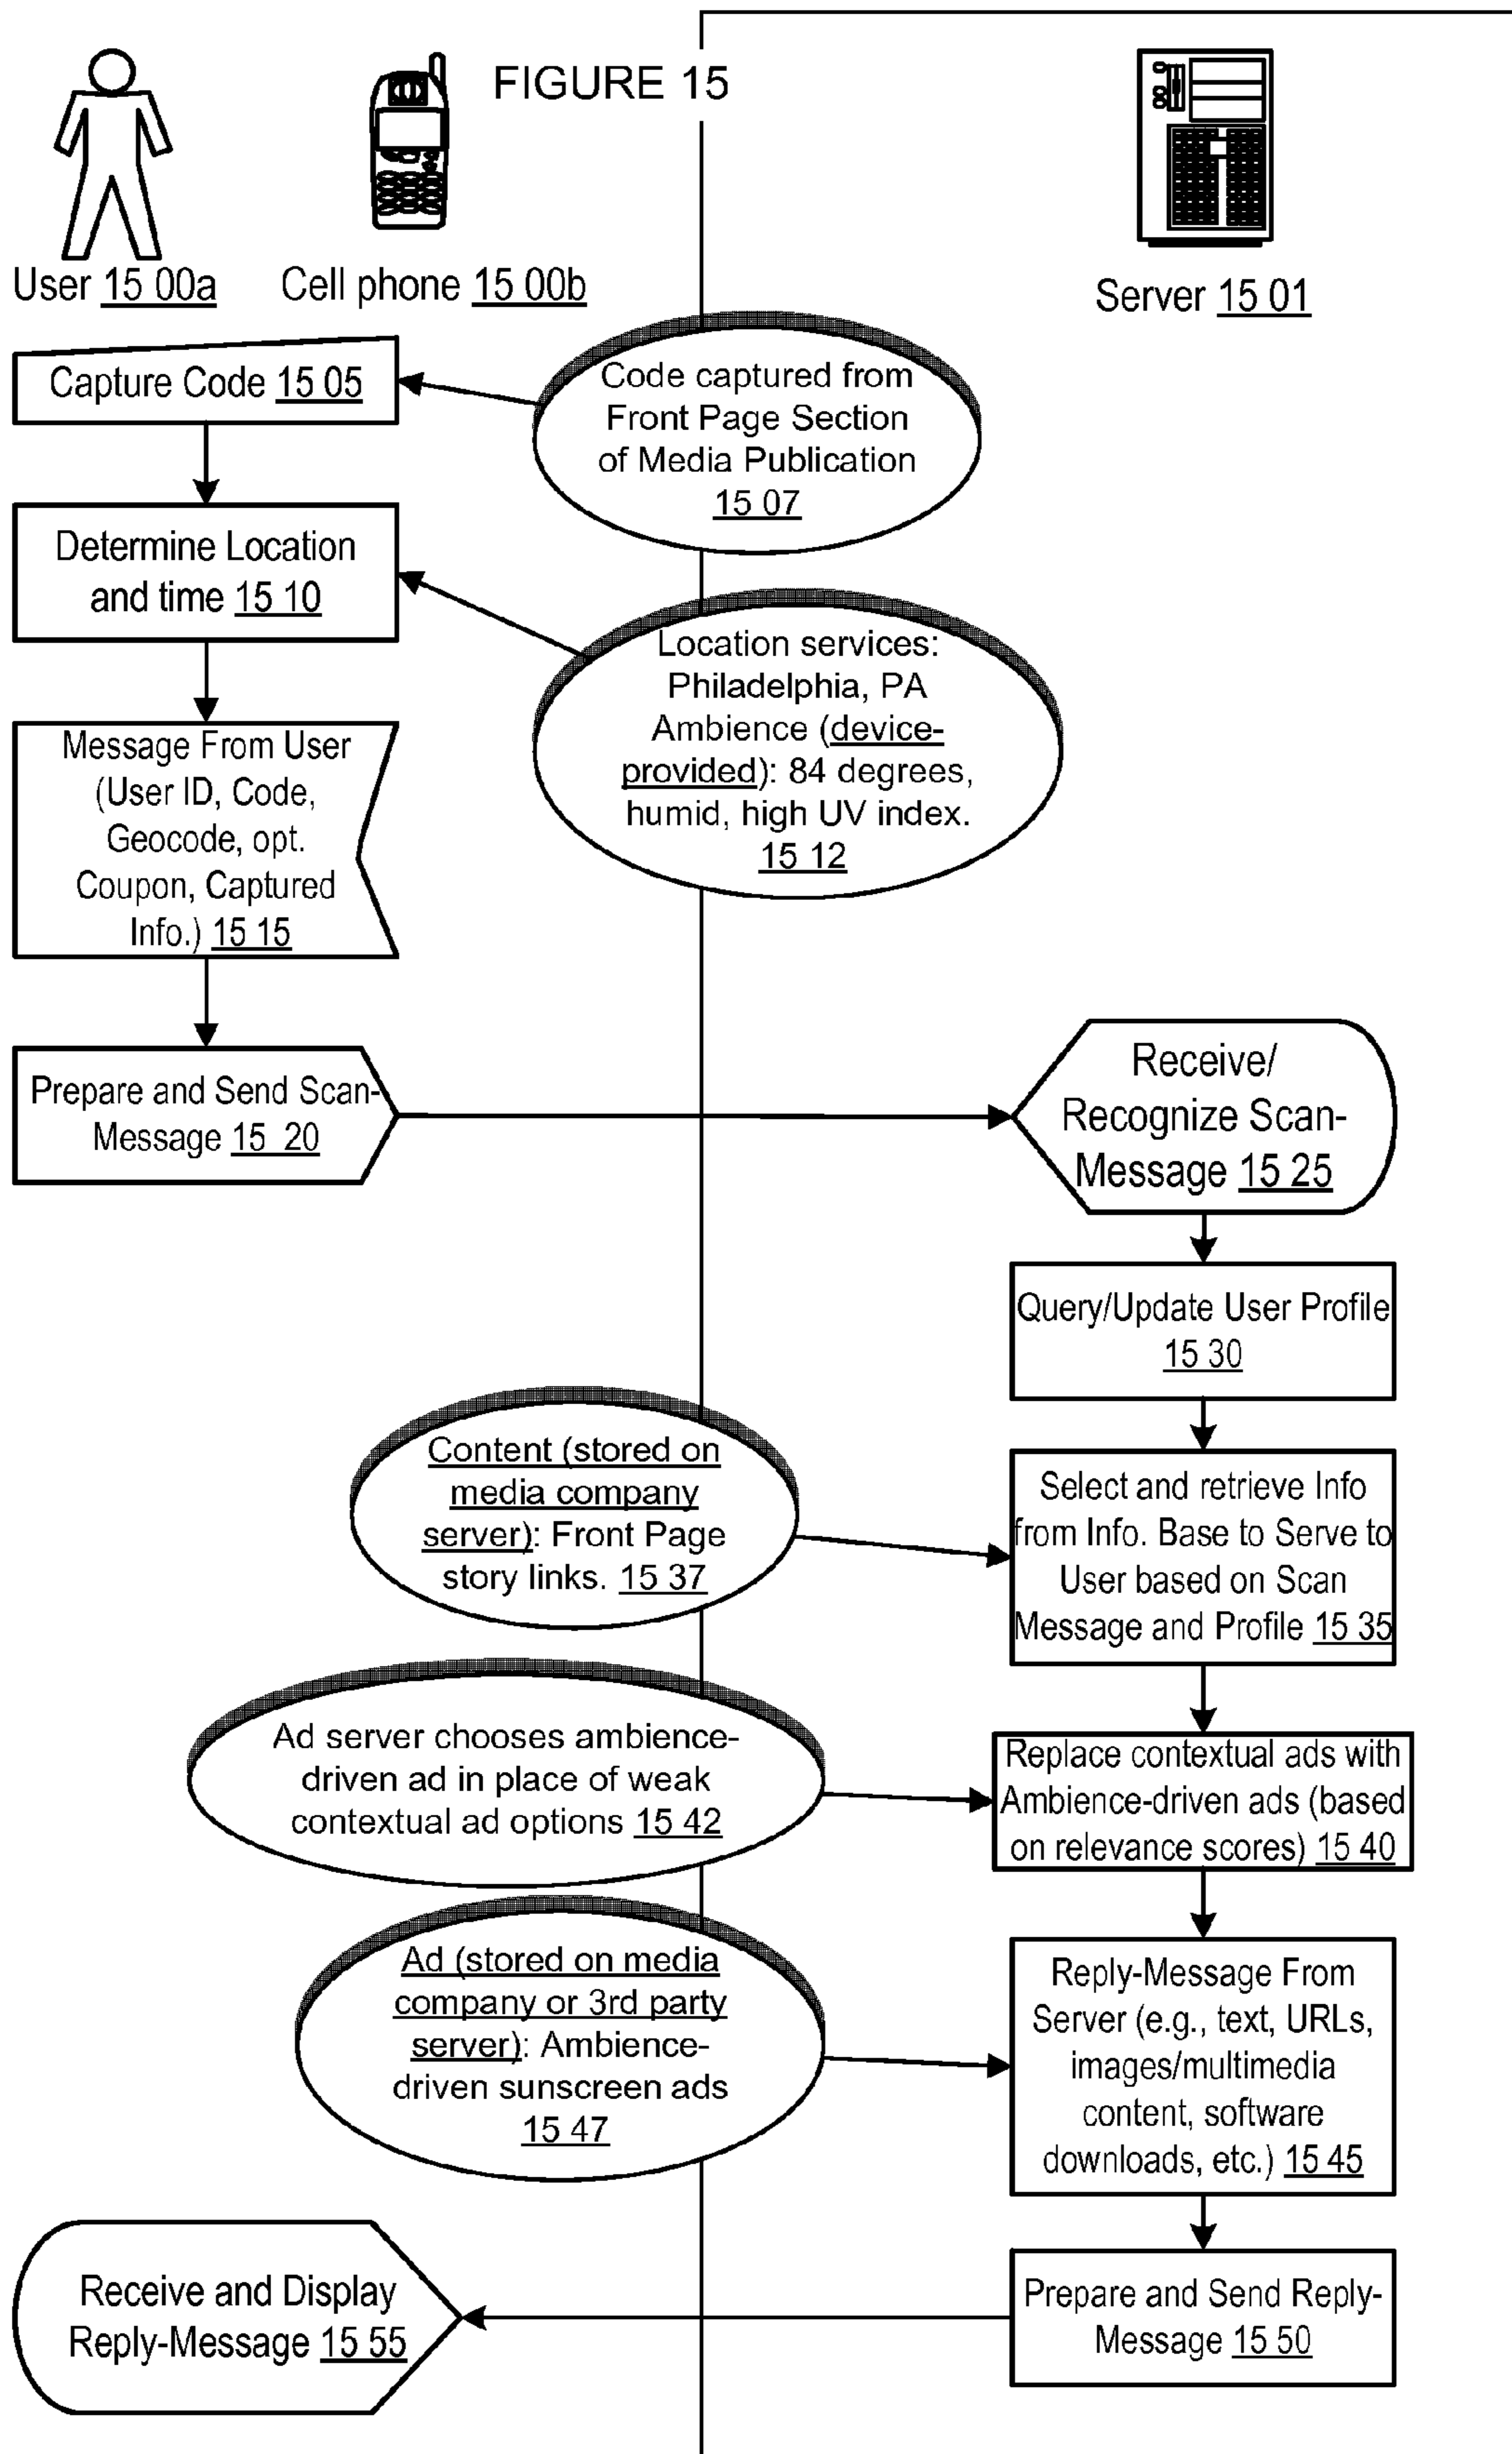 FIGURE 15
User 15 00a
Cell phone 15 00b
Server 15 01
Capture Code 15 05
Code captured from
Front Page Section
of Media Publication
15 07
Determine Location
and time 15 10
Location services:
Philadelphia, PA
Ambience (device-
provided): 84 degrees,
humid, high UV index.
15 12
Message From User
(User ID, Code,
Geocode, opt.
Coupon, Captured
Info.) 15 15
Prepare and Send Scan-
Message 15 20
Receive/
Recognize Scan-
Message 15 25
Query/Update User Profile
15 30
Content (stored on
media company
server): Front Page
story links. 15 37
Select and retrieve Info
from Info. Base to Serve to
User based on Scan
Message and Profile 15 35
Ad server chooses ambience-
driven ad in place of weak
contextual ad options 15 42
Replace contextual ads with
Ambience-driven ads (based
on relevance scores) 15 40
Ad (stored on media
company or 3rd party
server): Ambience-
driven sunscreen ads
15 47
Reply-Message From
Server (e.g., text, URLs,
images/multimedia
content, software
downloads, etc.) 15 45
Prepare and Send Reply-
Message 15 50
Receive and Display
Reply-Message 15 55